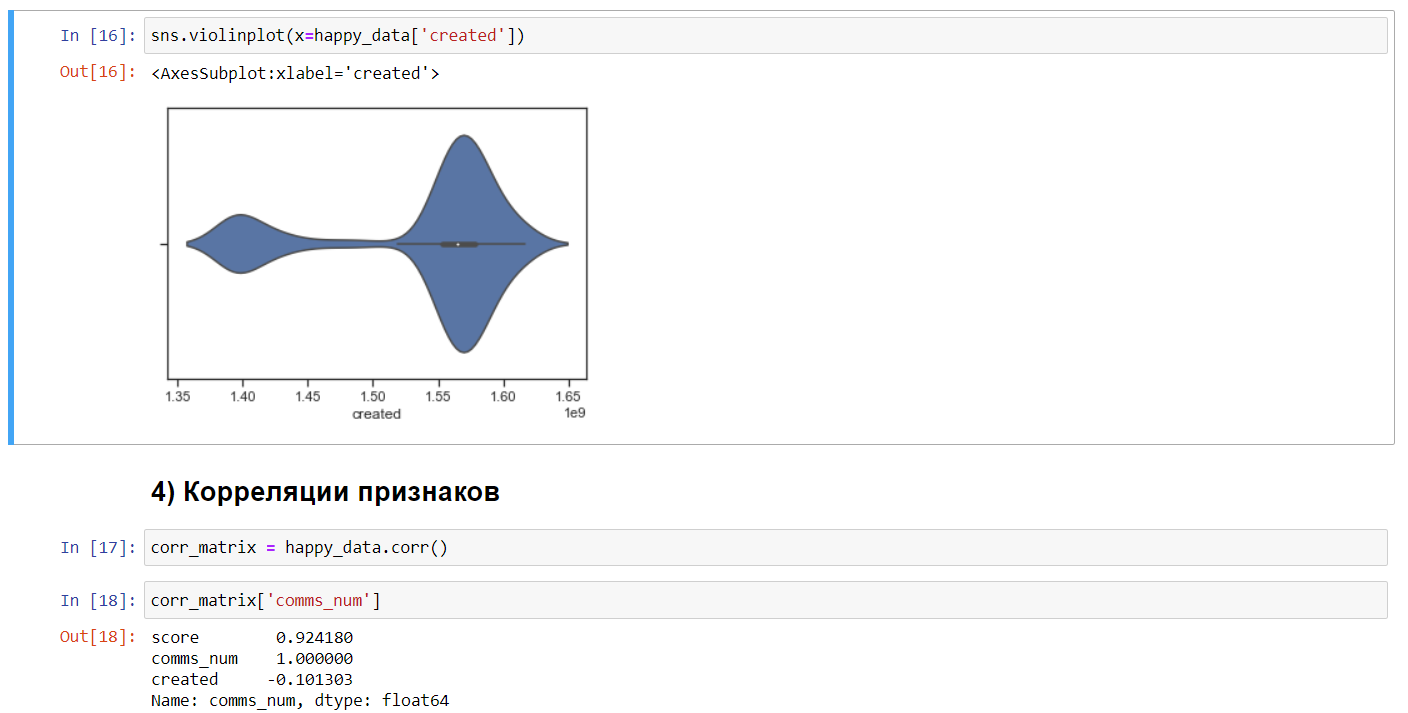 In [16]: sns.violinplot(x=happy_data['created'])
Out[16]: <AxesSubplot:xlabel='created'>
1.35 1.40 1.45 1.50 1.55 1.60 1.65
created 1e9
4) Корреляции признаков
In [17]: corr_matrix = happy_data.corr()
In [18]: corr_matrix['comms_num']
Out[18]: score 0.924180
comms_num 1.000000
created -0.101303
Name: comms_num, dtype: float64